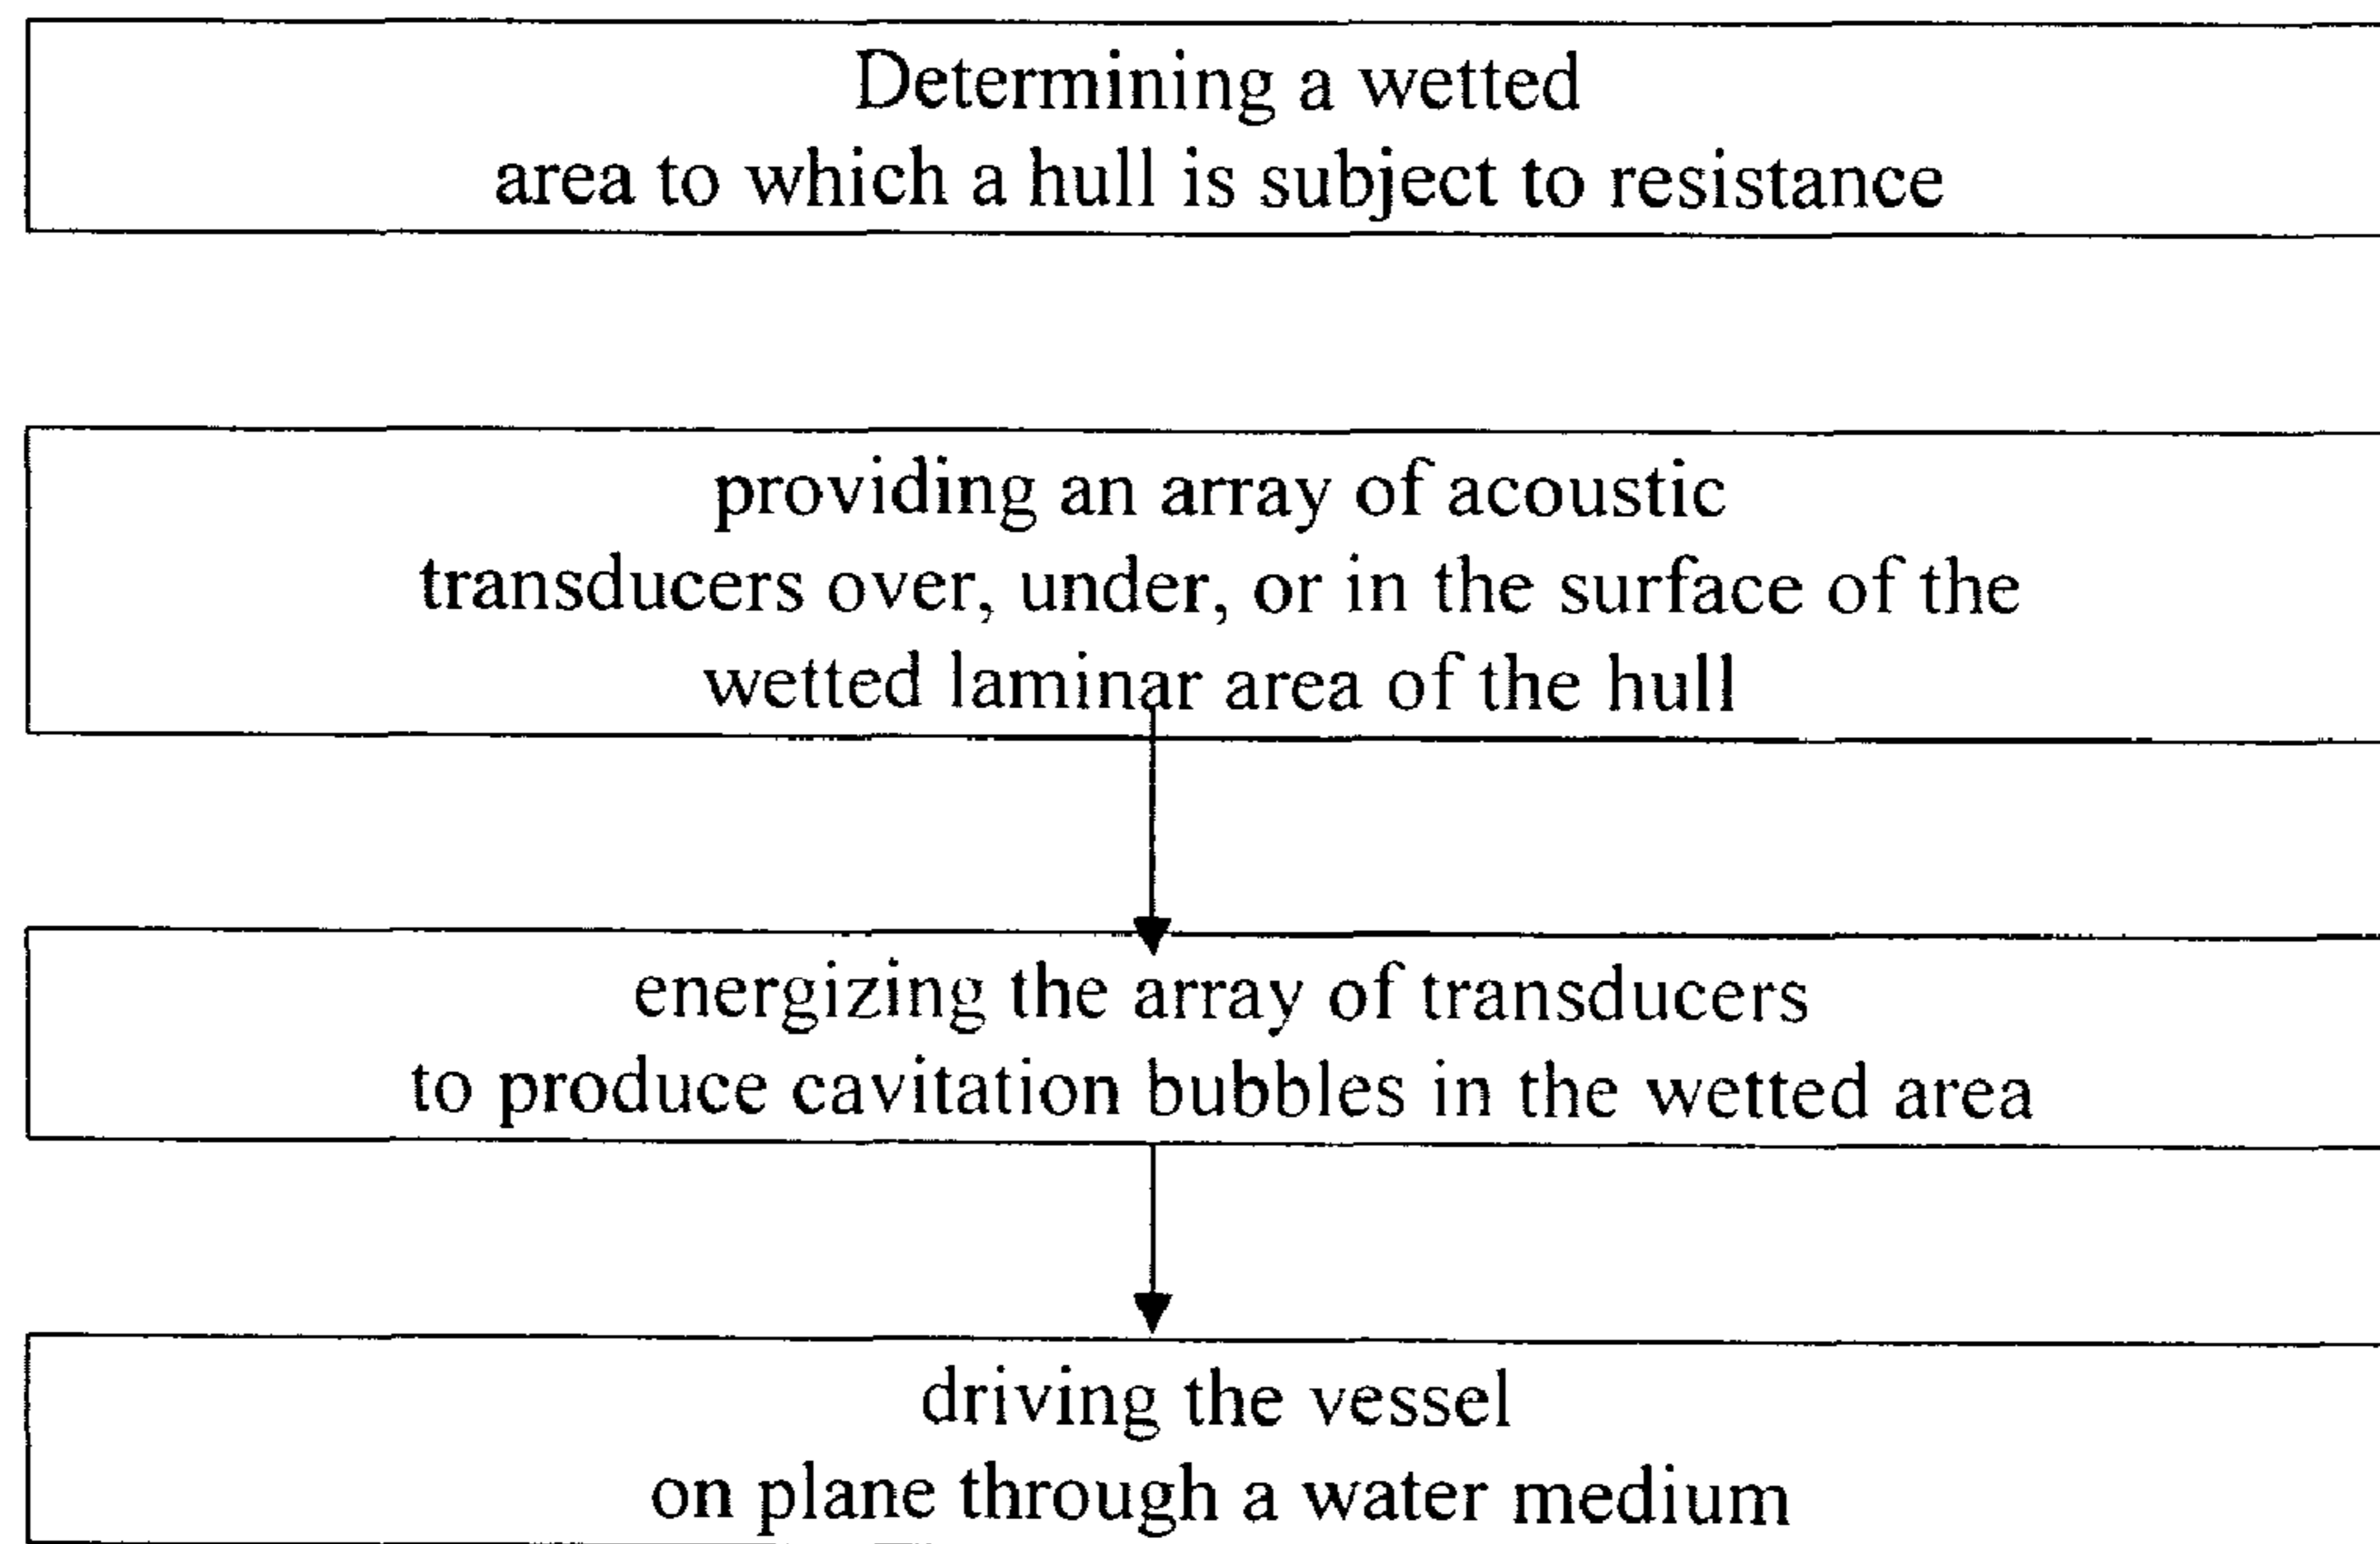 Determining a wetted
area to which a hull is subject to resistance
providing an array of acoustic
transducers over, under, or in the surface of the
wetted laminar area of the hull
energizing the array of transducers
to produce cavitation bubbles in the wetted area
driving the vessel
on plane through a water medium